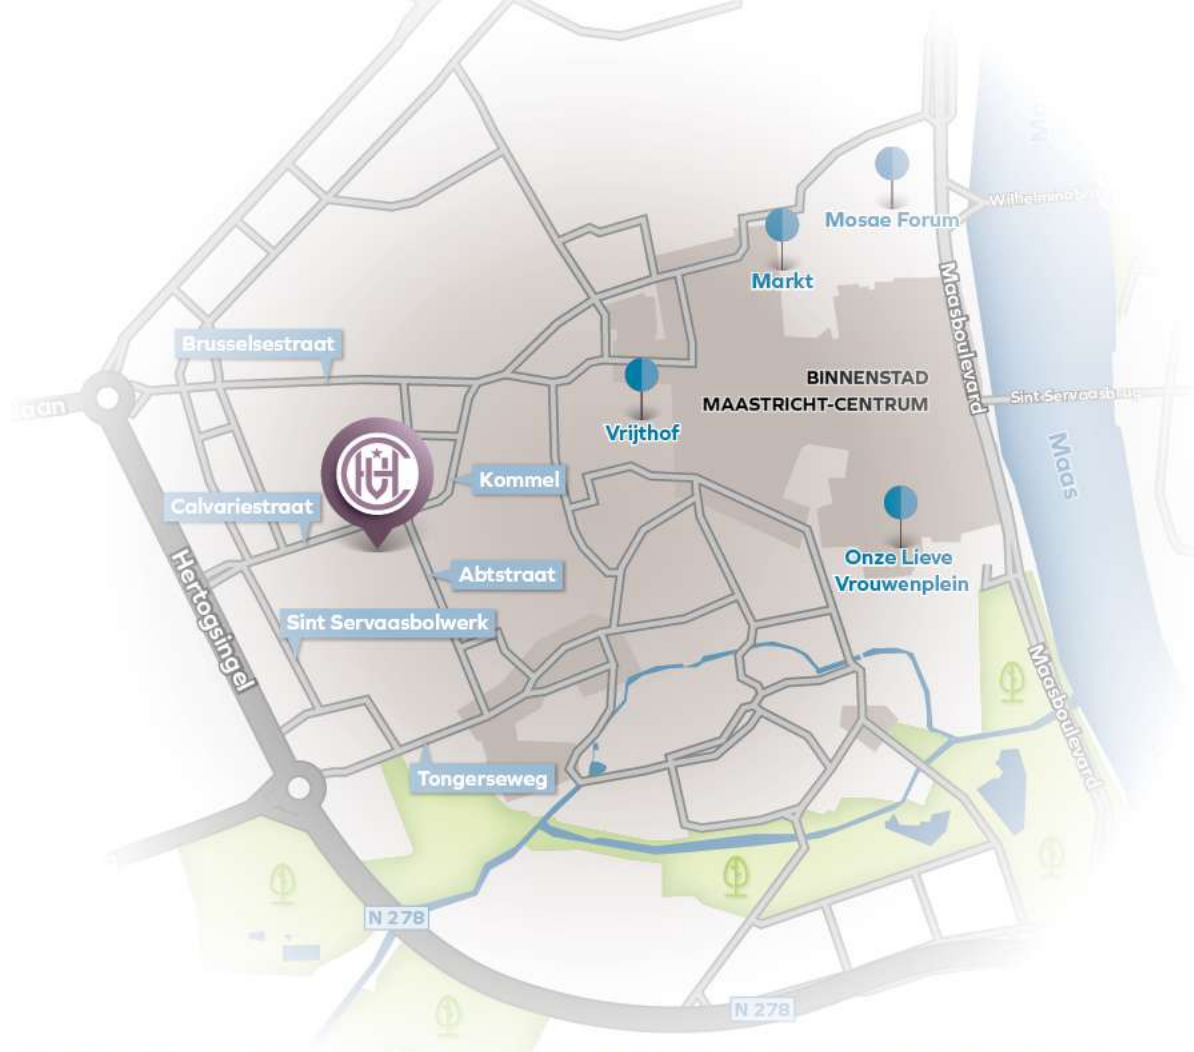 Mosae Forum
Markt
Maasboulevard
Brusselsestraat
BINNENSTAD
MAASTRICHT-CENTRUM
Vrijthof
laan
Maas
Kommel
Calvariestraat
Onze Lieve
Vrouwenplein
Abtstraat
Hertogsingel
Sint Servaasbolwerk
Maasboulevard
Tongerseweg
N 278
N 278